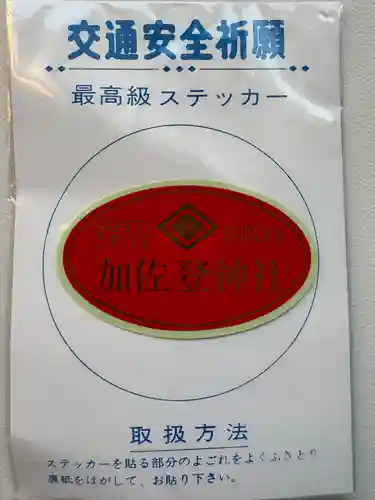 交通安全祈願
最高級 ステッカー
加佐登神社
取扱方法
ステッカーを貼る部分のよごれをよくふきとり
裏紙をはがして、お貼り下さい。